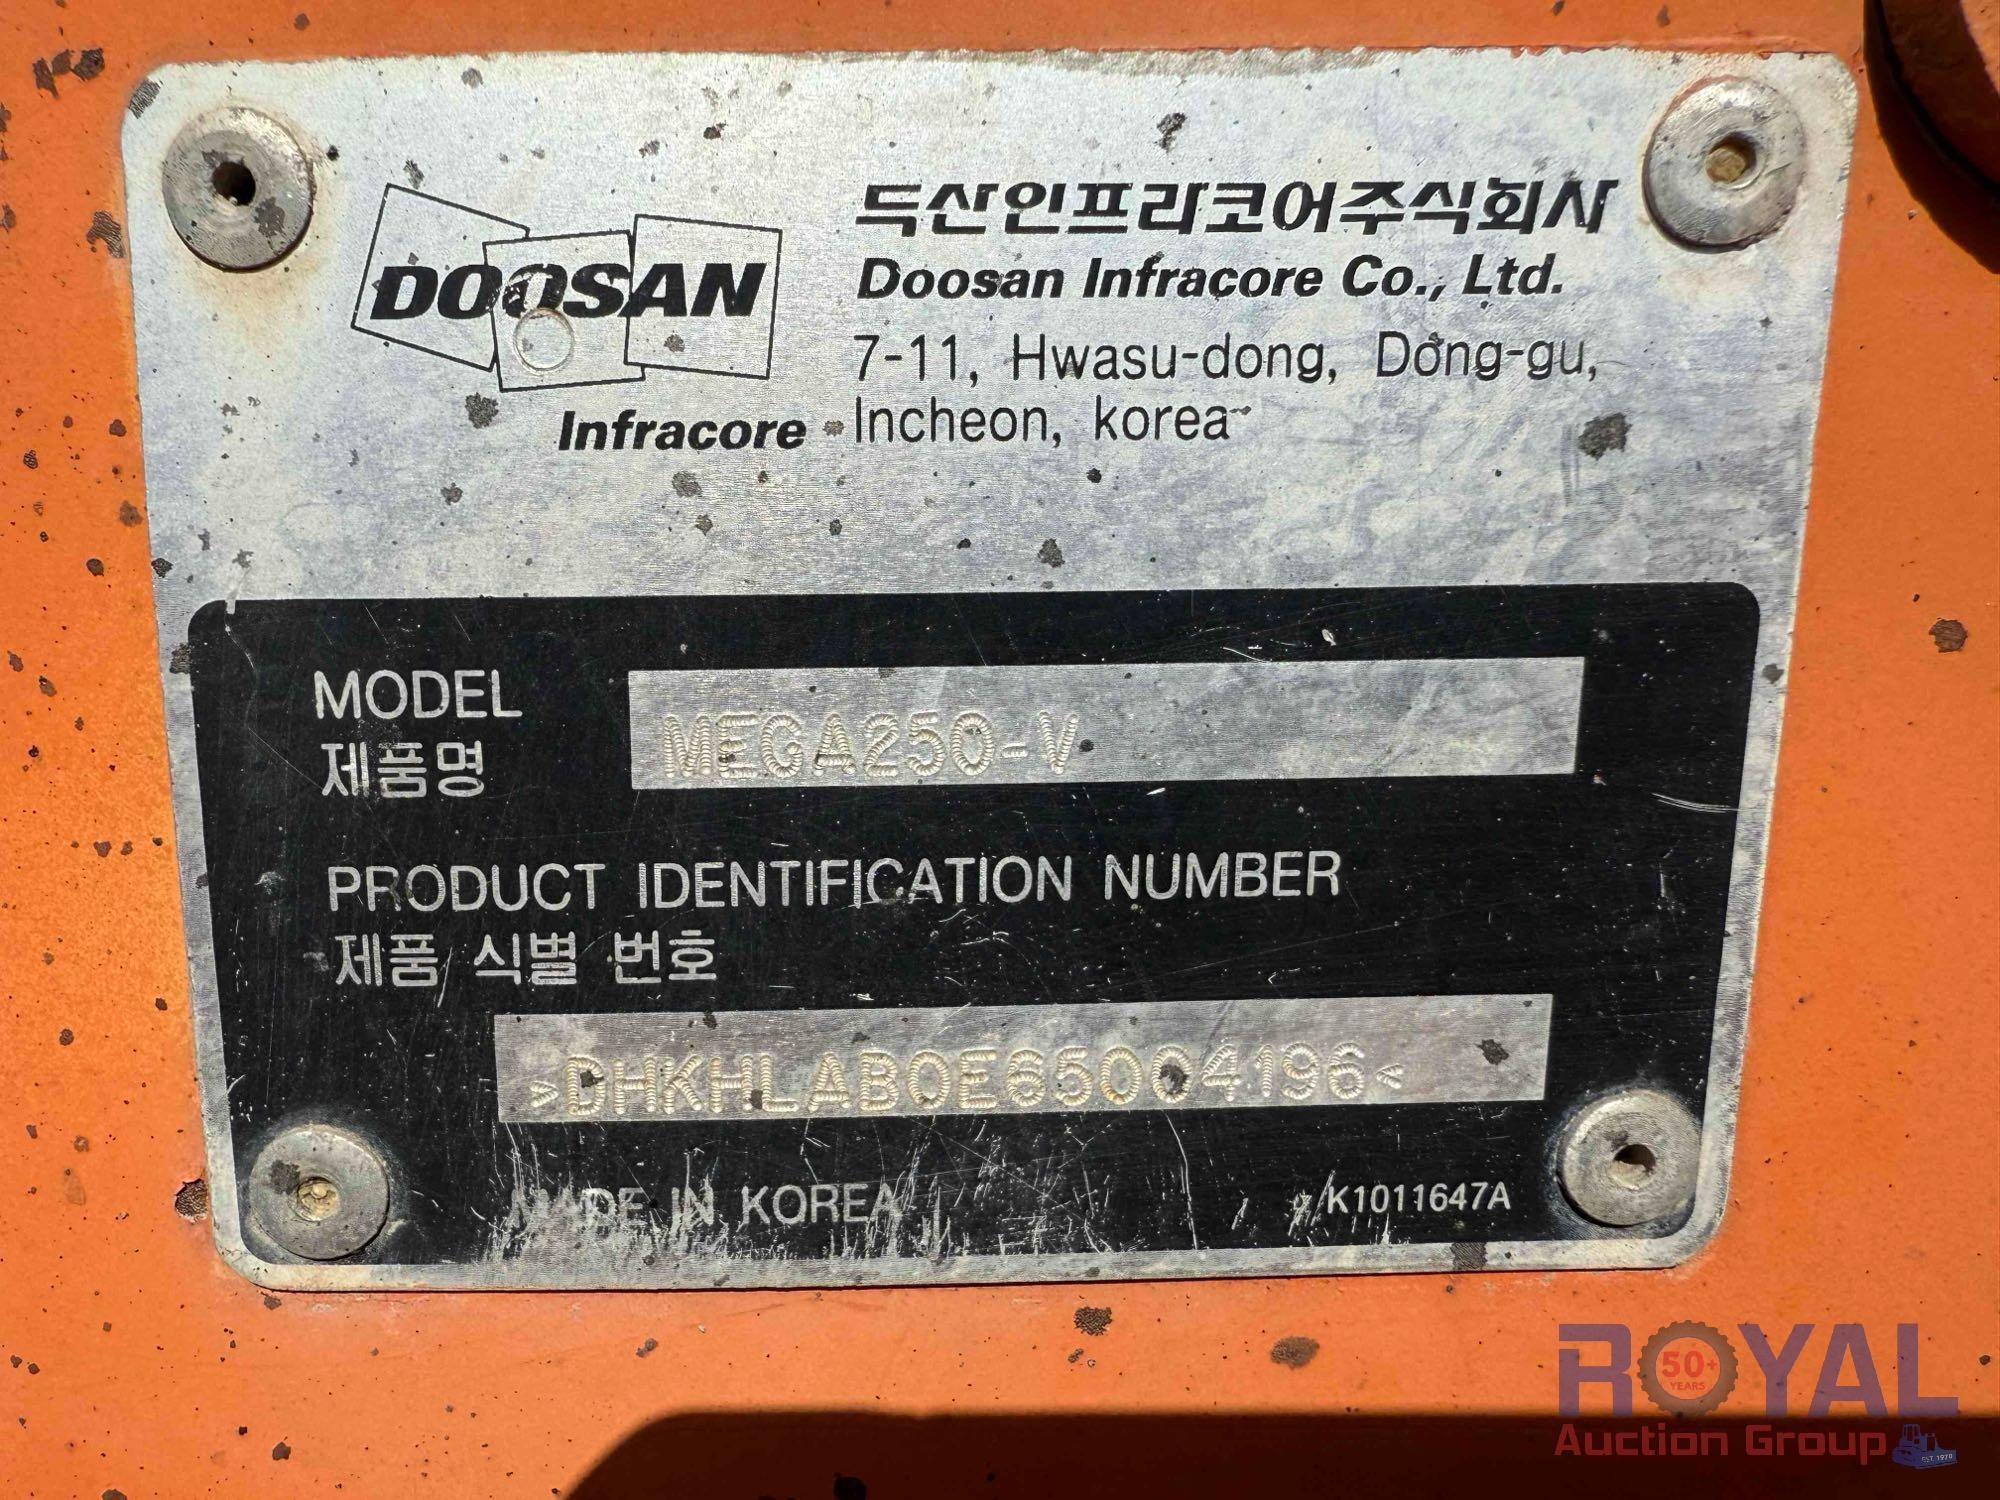 DOOSAN
Infracore
두산인프라코어주식회사
Doosan Infracore Co., Ltd.
7-11, Hwasu-dong, Dong-gu,
Incheon, korea
MODEL
제품명
MEGA250-V
PRODUCT IDENTIFICATION NUMBER
제품 식별 번호
>DHKHLAB0E65004196<
MADE IN KOREA
K1011647A
ROYAL
50+
YEARS
Auction Group
EST. 1970